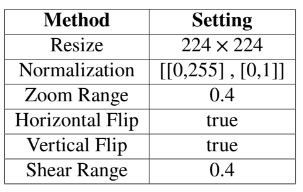 Method Setting
Resize 224 × 224
Normalization [[0,255] , [0,1]]
Zoom Range 0.4
Horizontal Flip true
Vertical Flip true
Shear Range 0.4